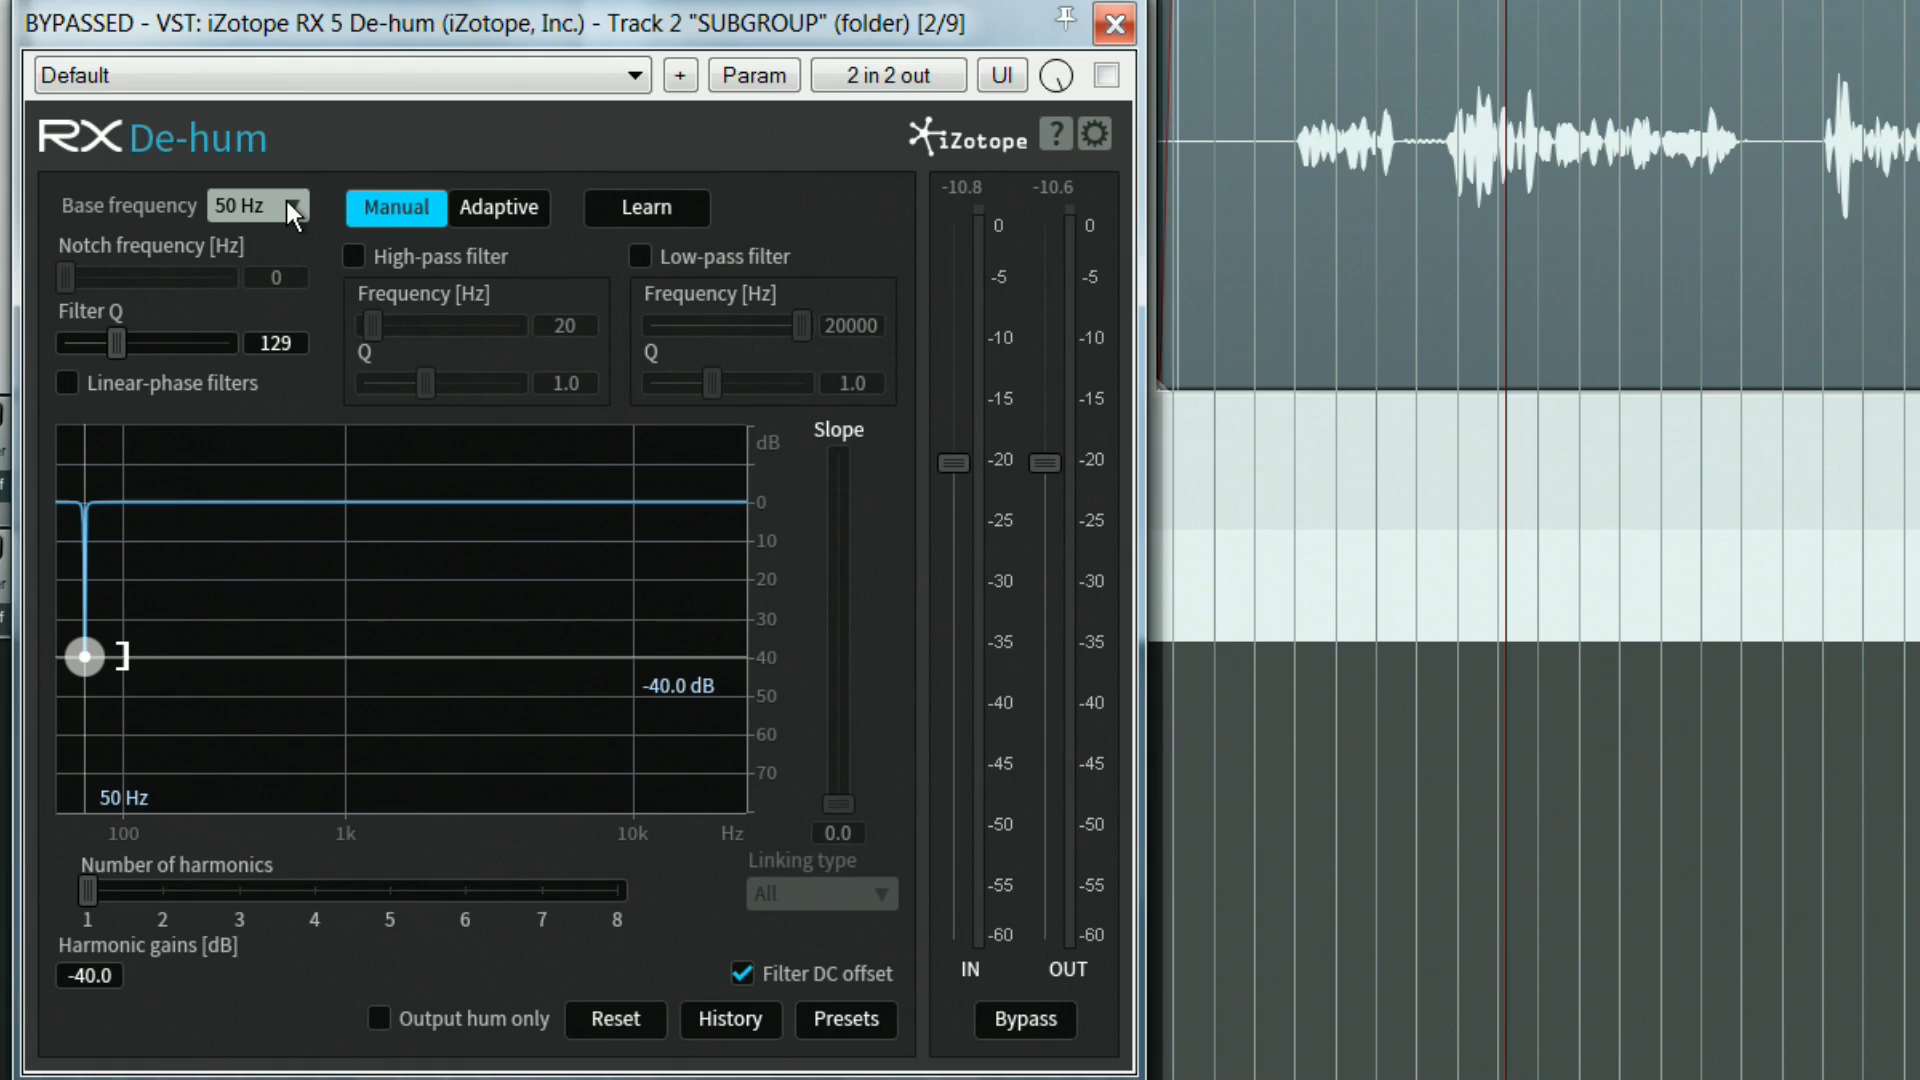 BYPASSED - VST: iZotope RX 5 De-hum (iZotope, Inc.) - Track 2 "SUBGROUP" (folder) [2/9]
Default + Param 2 in 2 out UI
RX De-hum iZotope ?
Base frequency 50 Hz Manual Adaptive Learn
Notch frequency [Hz] High-pass filter Low-pass filter
0
Frequency [Hz] Frequency [Hz]
Filter Q 20 20000
129 Q Q
Linear-phase filters 1.0 1.0
Slope
dB
0
10
20
30
40
-40.0 dB
50
60
70
50 Hz
100 1k 10k Hz 0.0
Number of harmonics Linking type
All
1 2 3 4 5 6 7 8
Harmonic gains [dB]
-40.0 Filter DC offset
Output hum only Reset History Presets
-10.8 -10.6
0 0
-5 -5
-10 -10
-15 -15
-20 -20
-25 -25
-30 -30
-35 -35
-40 -40
-45 -45
-50 -50
-55 -55
-60 -60
IN OUT
Bypass